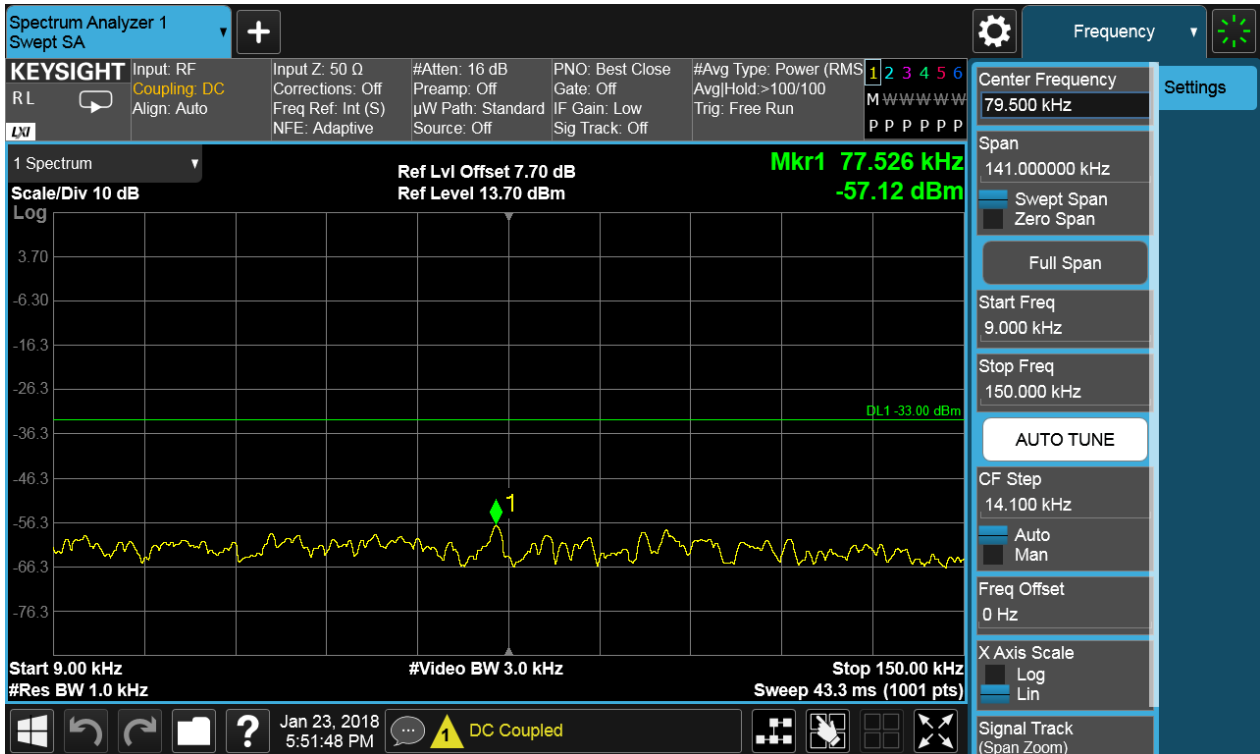 Spectrum Analyzer 1
Swept SA
Frequency
KEYSIGHT
RL
LXI
Input: RF
Coupling: DC
Align: Auto
Input Z: 50 Ω
Corrections: Off
Freq Ref: Int (S)
NFE: Adaptive
#Atten: 16 dB
Preamp: Off
µW Path: Standard
Source: Off
PNO: Best Close
Gate: Off
IF Gain: Low
Sig Track: Off
#Avg Type: Power (RMS
Avg|Hold:>100/100
Trig: Free Run
1 2 3 4 5 6
M W W W W W
P P P P P P
1 Spectrum
Scale/Div 10 dB
Log
Ref Lvl Offset 7.70 dB
Ref Level 13.70 dBm
Mkr1 77.526 kHz
-57.12 dBm
3.70
-6.30
-16.3
-26.3
DL1 -33.00 dBm
-36.3
-46.3
1
-56.3
-66.3
-76.3
Start 9.00 kHz
#Video BW 3.0 kHz
Stop 150.00 kHz
#Res BW 1.0 kHz
Sweep 43.3 ms (1001 pts)
Center Frequency
79.500 kHz
Settings
Span
141.000000 kHz
Swept Span
Zero Span
Full Span
Start Freq
9.000 kHz
Stop Freq
150.000 kHz
AUTO TUNE
CF Step
14.100 kHz
Auto
Man
Freq Offset
0 Hz
X Axis Scale
Log
Lin
Signal Track
(Span Zoom)
?
Jan 23, 2018
5:51:48 PM
1
DC Coupled